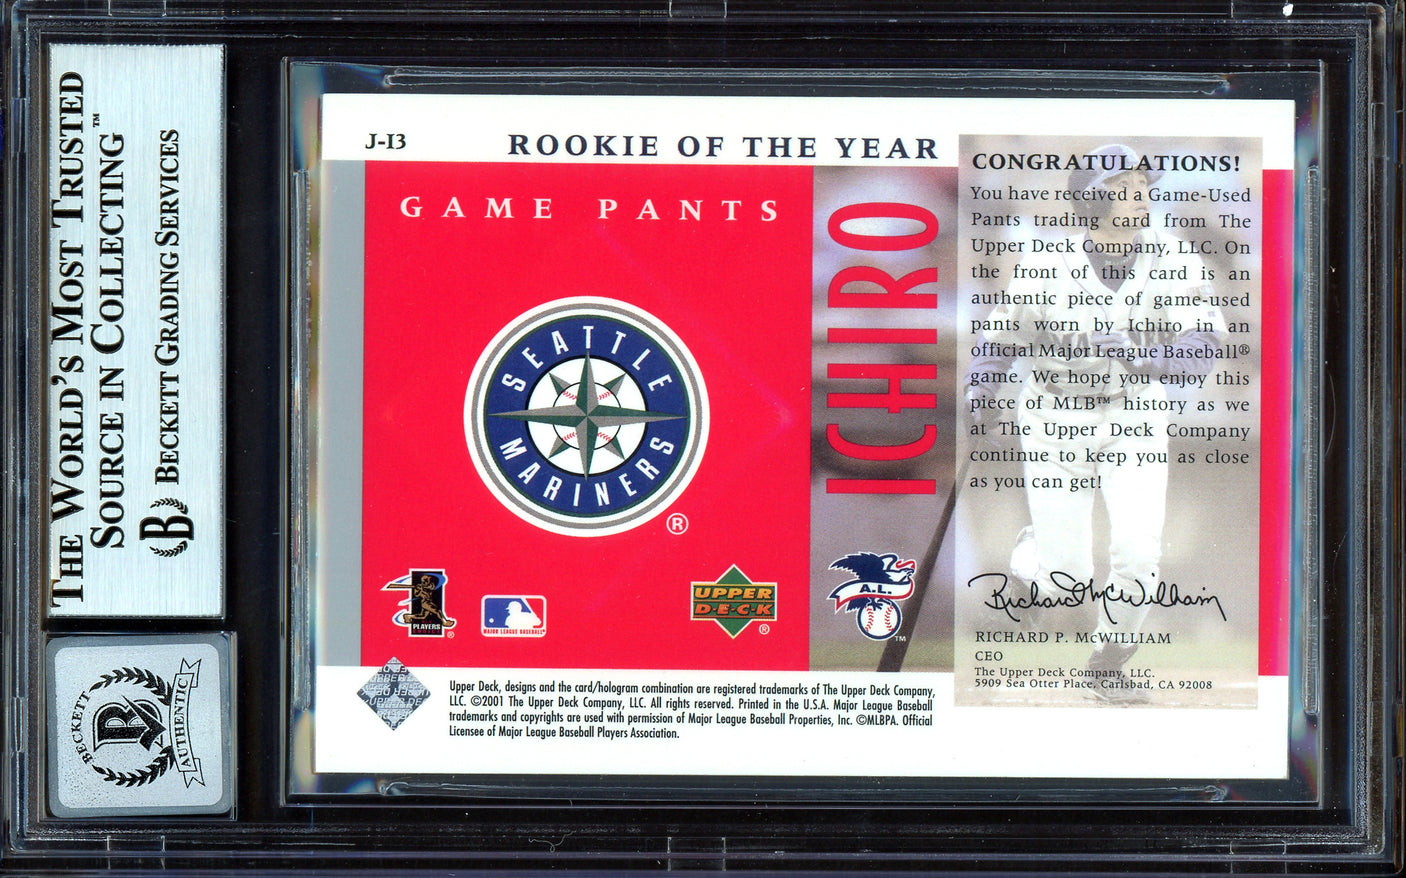 THE WORLD'S MOST TRUSTED
SOURCE IN COLLECTING™
B BECKETT GRADING SERVICES
BECKETT
B
AUTHENTIC
J-I3
ROOKIE OF THE YEAR
GAME PANTS
SEATTLE
MARINERS
®
PLAYERS
®
MAJOR LEAGUE BASEBALL®
UPPER
DECK
®
ICHIRO
A.L.
TM
CONGRATULATIONS!
You have received a Game-Used
Pants trading card from The
Upper Deck Company, LLC. On
the front of this card is an
authentic piece of game-used
pants worn by Ichiro in an
official Major League Baseball®
game. We hope you enjoy this
piece of MLB™ history as we
at The Upper Deck Company
continue to keep you as close
as you can get!
Richard P. McWilliam
RICHARD P. McWILLIAM
CEO
The Upper Deck Company, LLC.
5909 Sea Otter Place, Carlsbad, CA 92008
Upper Deck, designs and the card/hologram combination are registered trademarks of The Upper Deck Company,
LLC. ©2001 The Upper Deck Company, LLC. All rights reserved. Printed in the U.S.A. Major League Baseball
trademarks and copyrights are used with permission of Major League Baseball Properties, Inc. ©MLBPA. Official
Licensee of Major League Baseball Players Association.